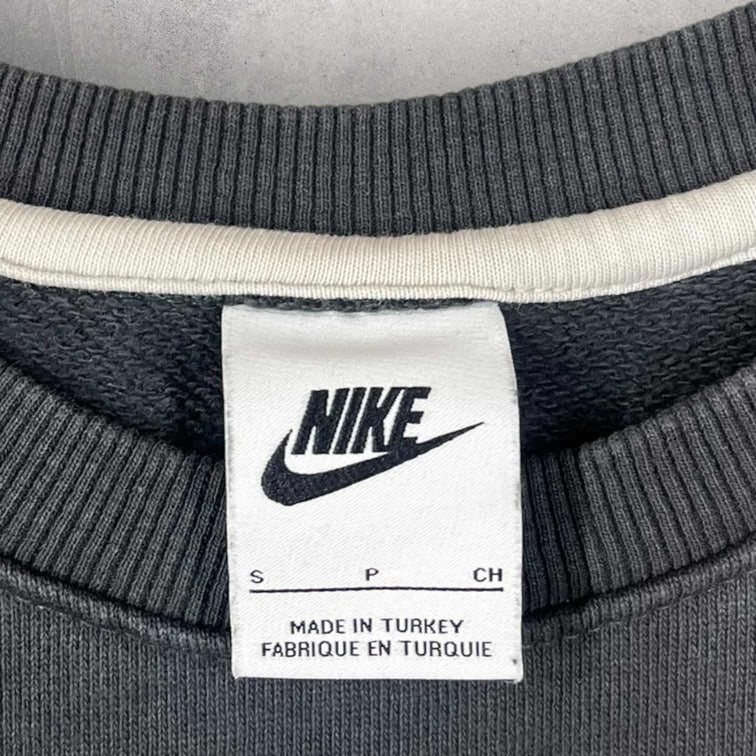 NIKE
S P CH
MADE IN TURKEY
FABRIQUE EN TURQUIE